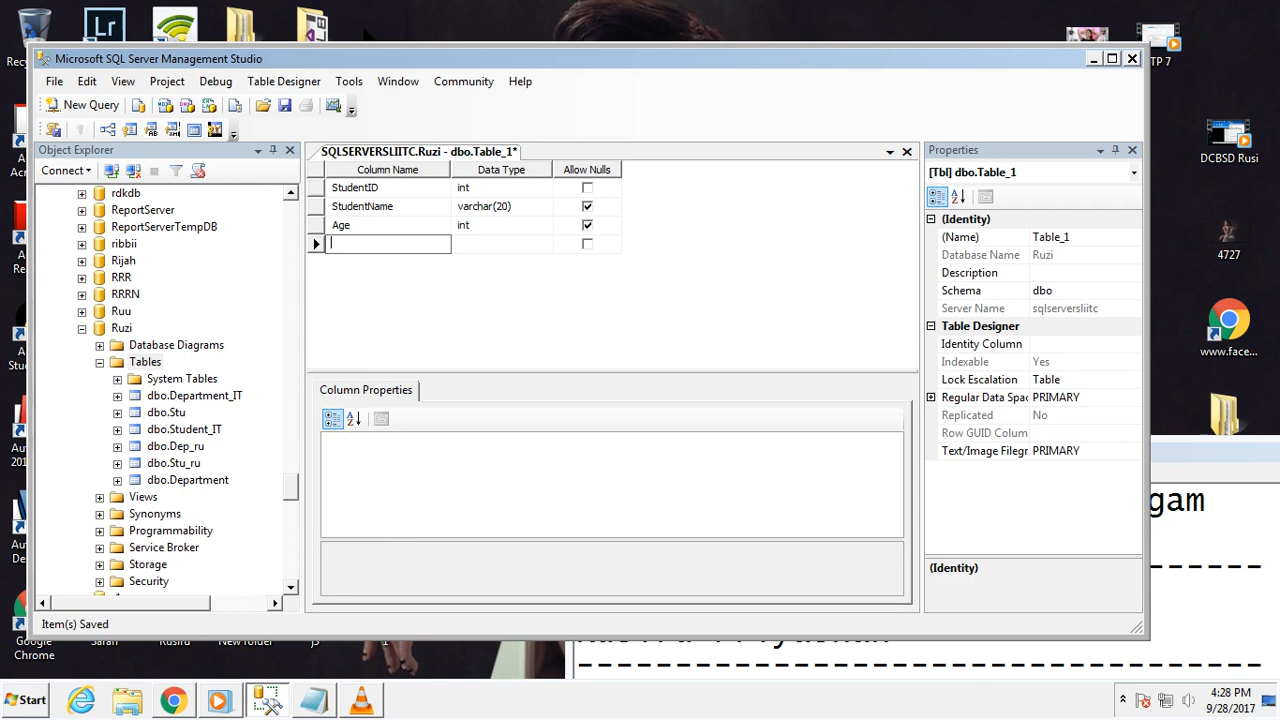 Recy
Lr
TP 7
Microsoft SQL Server Management Studio
File Edit View Project Debug Table Designer Tools Window Community Help
New Query
Object Explorer
SQLSERVERSLIITC.Ruzi - dbo.Table_1*
Properties
Connect
Column Name Data Type Allow Nulls
[Tbl] dbo.Table_1
StudentID int
StudentName varchar(20)
Age int
rdkdb
ReportServer
ReportServerTempDB
ribbii
Rijah
RRR
RRRN
Ruu
Ruzi
Database Diagrams
Tables
System Tables
dbo.Department_IT
dbo.Stu
dbo.Student_IT
dbo.Dep_ru
dbo.Stu_ru
dbo.Department
Views
Synonyms
Programmability
Service Broker
Storage
Security
Column Properties
(Identity)
(Name) Table_1
Database Name Ruzi
Description
Schema dbo
Server Name sqlserversliitc
Table Designer
Identity Column
Indexable Yes
Lock Escalation Table
Regular Data Spac PRIMARY
Replicated No
Row GUID Colum
Text/Image Filegr PRIMARY
(Identity)
Item(s) Saved
DCBSD Rusi
4727
www.face...
gam
Google
Chrome
Start
4:28 PM
9/28/2017